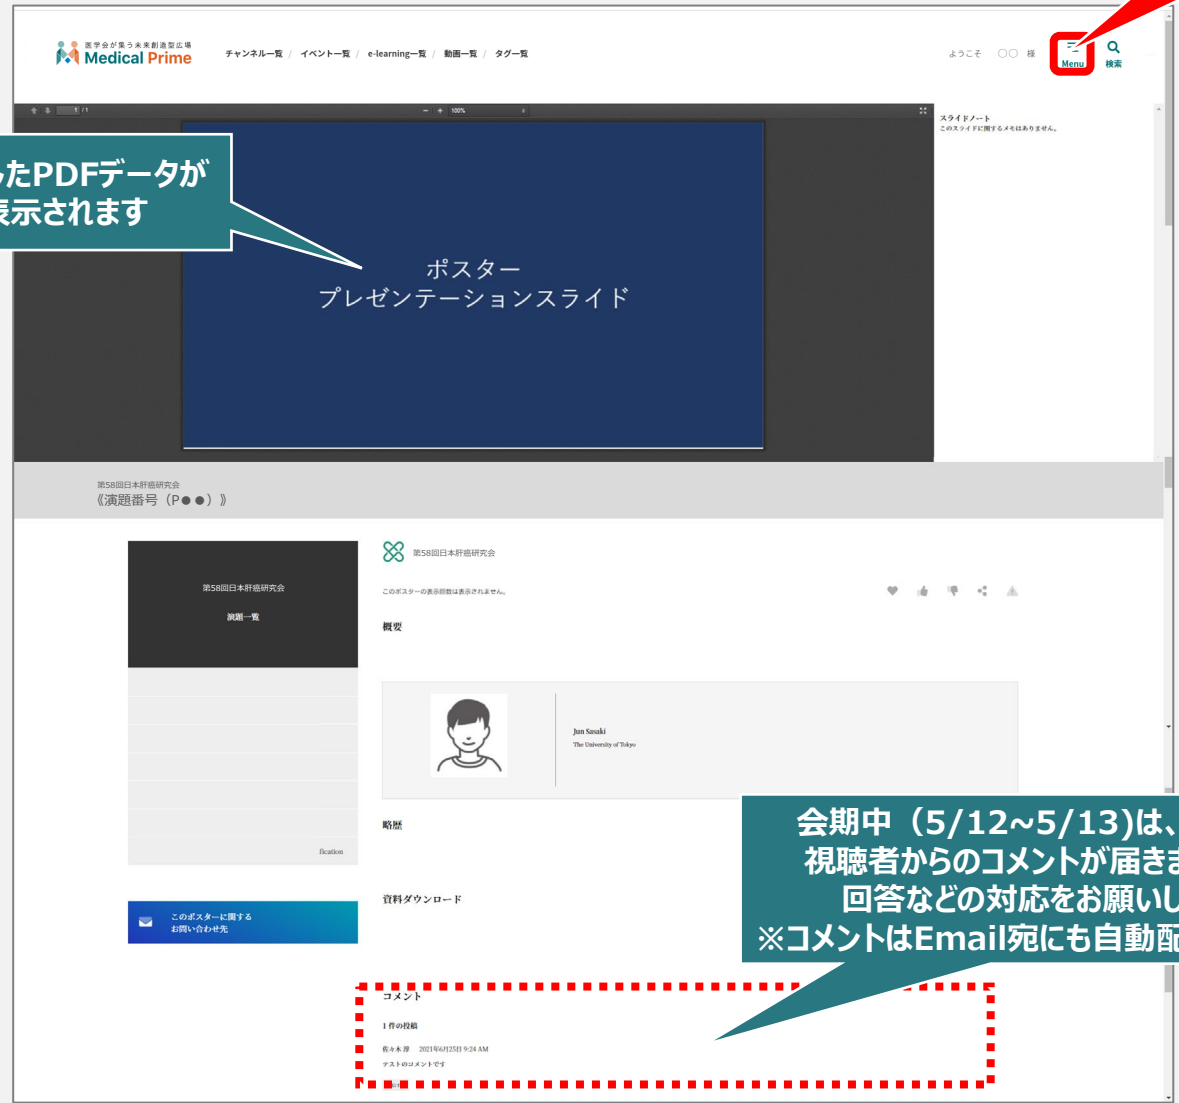 医学会が集う未来創造型広場
Medical Prime
チャンネル一覧 / イベント一覧 / e-learning一覧 / 動画一覧 / タグ一覧
ようこそ 〇〇 様
Menu
検索
1 / 1
− + 100%
スライドノート
このスライドに関するメモはありません。
たPDFデータが
表示されます
ポスター
プレゼンテーションスライド
第58回日本肝癌研究会
《演題番号（P●●）》
第58回日本肝癌研究会
演題一覧
fication
このポスターに関する
お問い合わせ先
第58回日本肝癌研究会
このポスターの表示回数は表示されません。
概要
Jun Sasaki
The University of Tokyo
略歴
資料ダウンロード
会期中（5/12~5/13)は、
視聴者からのコメントが届きま
回答などの対応をお願いし
※コメントはEmail宛にも自動配
コメント
1 件の投稿
佐々木 淳 2021年6月25日 9:24 AM
テストのコメントです